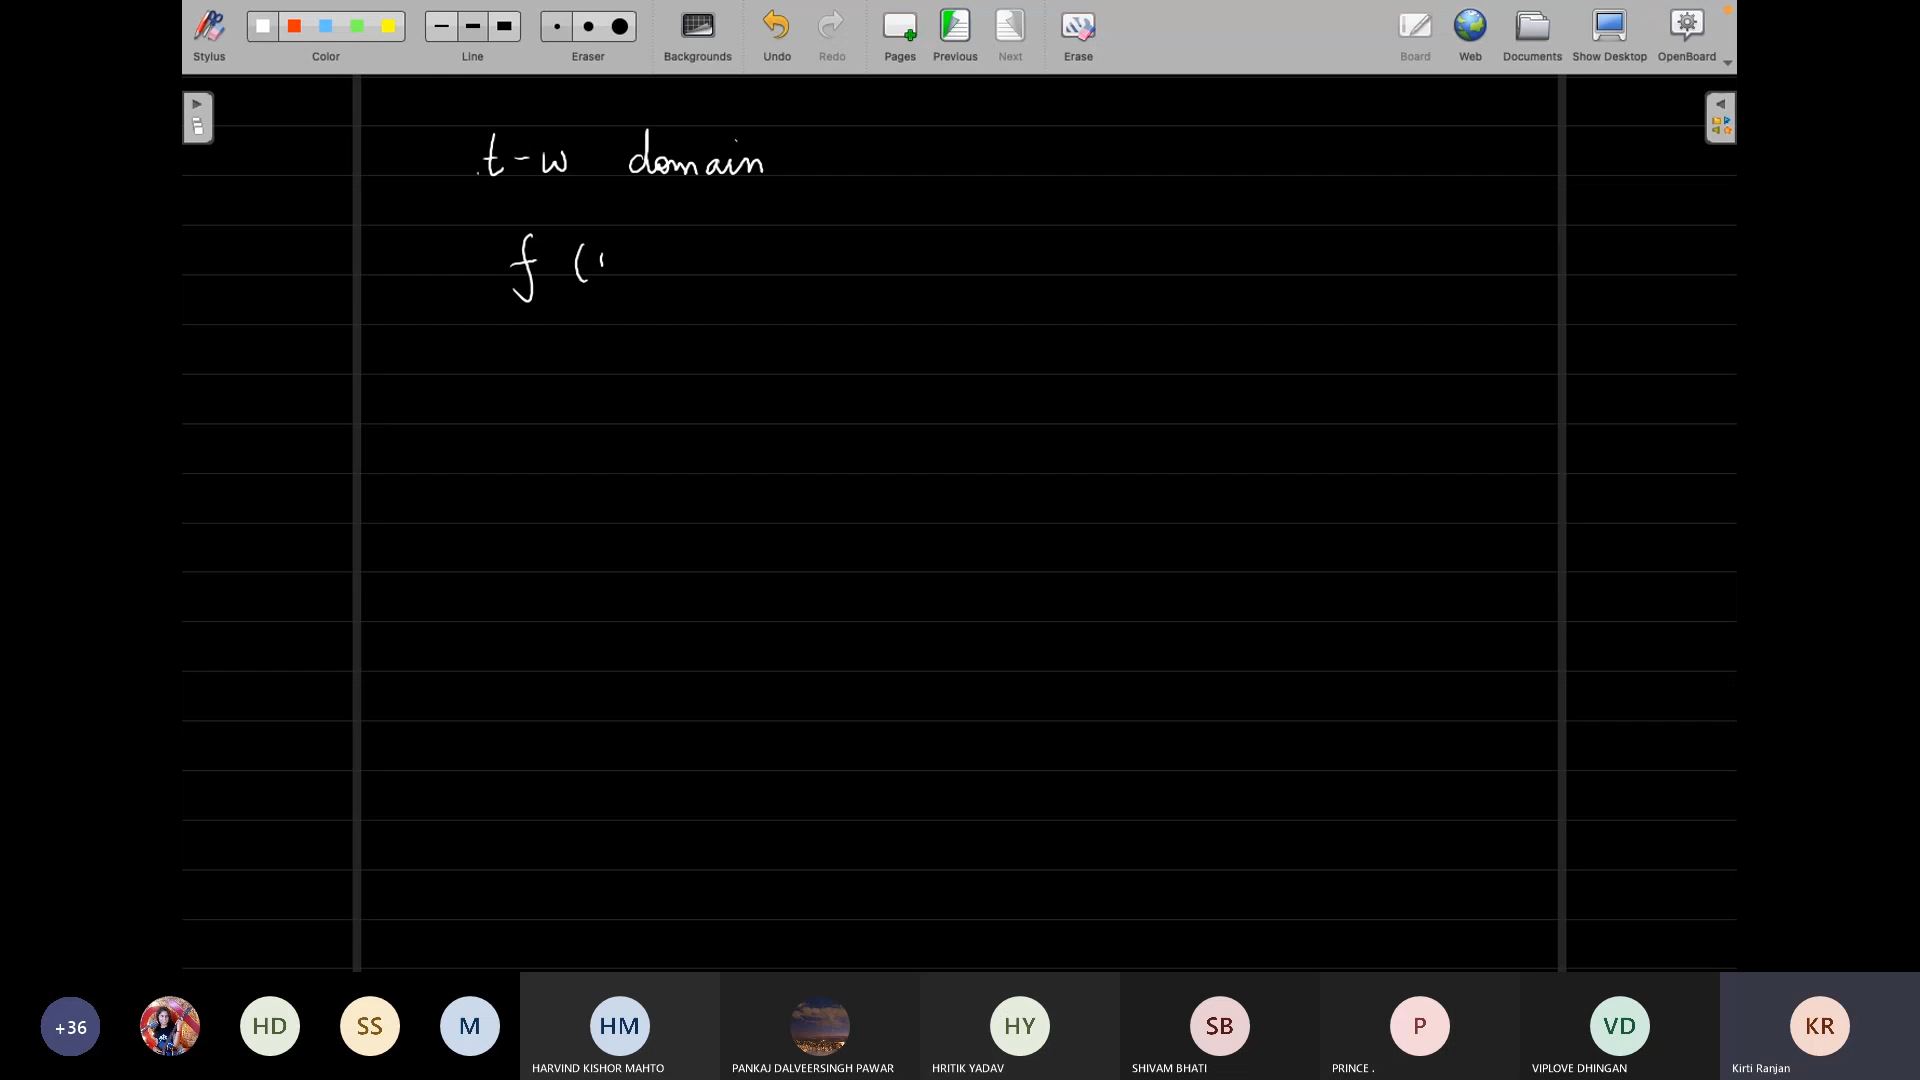 Stylus Color Line Eraser Backgrounds Undo Redo Pages Previous Next Erase Board Web Documents Show Desktop OpenBoard
t-w domain
f (
+36 HD SS M HM HY SB P VD KR
HARVIND KISHOR MAHTO PANKAJ DALVEERSINGH PAWAR HRITIK YADAV SHIVAM BHATI PRINCE . VIPLOVE DHINGAN Kirti Ranjan